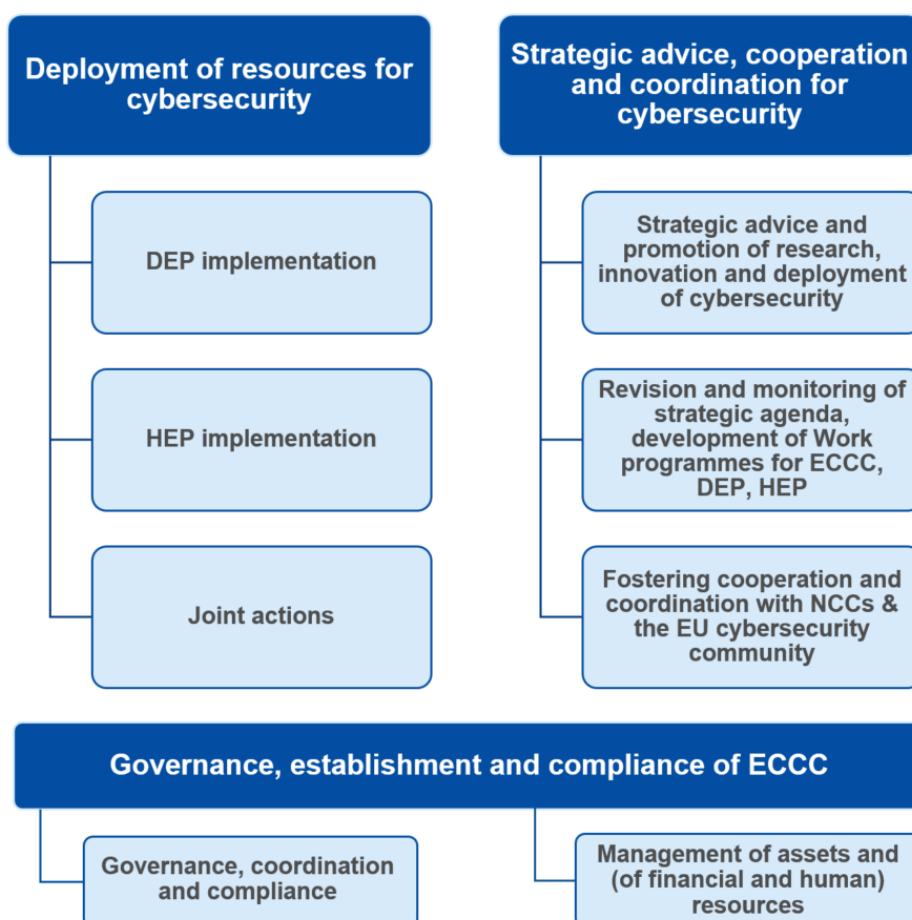 Deployment of resources for
cybersecurity
DEP implementation
HEP implementation
Joint actions
Strategic advice, cooperation
and coordination for
cybersecurity
Strategic advice and
promotion of research,
innovation and deployment
of cybersecurity
Revision and monitoring of
strategic agenda,
development of Work
programmes for ECCC,
DEP, HEP
Fostering cooperation and
coordination with NCCs &
the EU cybersecurity
community
Governance, establishment and compliance of ECCC
Governance, coordination
and compliance
Management of assets and
(of financial and human)
resources